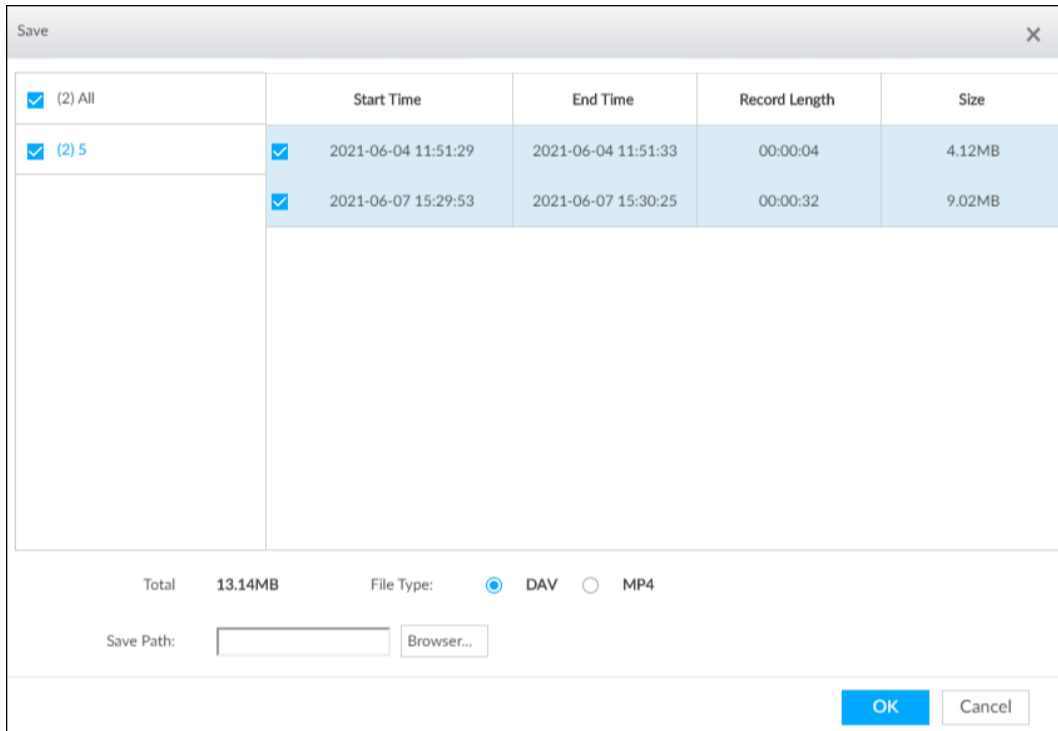 Save
(2) All Start Time End Time Record Length Size
(2) 5 2021-06-04 11:51:29 2021-06-04 11:51:33 00:00:04 4.12MB
2021-06-07 15:29:53 2021-06-07 15:30:25 00:00:32 9.02MB
Total 13.14MB File Type: DAV MP4
Save Path: Browser...
OK Cancel